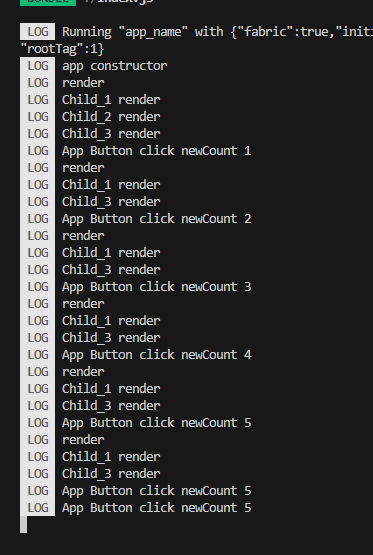 BUNDLE ./index.js
LOG Running "app_name" with {"fabric":true,"initi
"rootTag":1}
LOG app constructor
LOG render
LOG Child_1 render
LOG Child_2 render
LOG Child_3 render
LOG App Button click newCount 1
LOG render
LOG Child_1 render
LOG Child_3 render
LOG App Button click newCount 2
LOG render
LOG Child_1 render
LOG Child_3 render
LOG App Button click newCount 3
LOG render
LOG Child_1 render
LOG Child_3 render
LOG App Button click newCount 4
LOG render
LOG Child_1 render
LOG Child_3 render
LOG App Button click newCount 5
LOG render
LOG Child_1 render
LOG Child_3 render
LOG App Button click newCount 5
LOG App Button click newCount 5